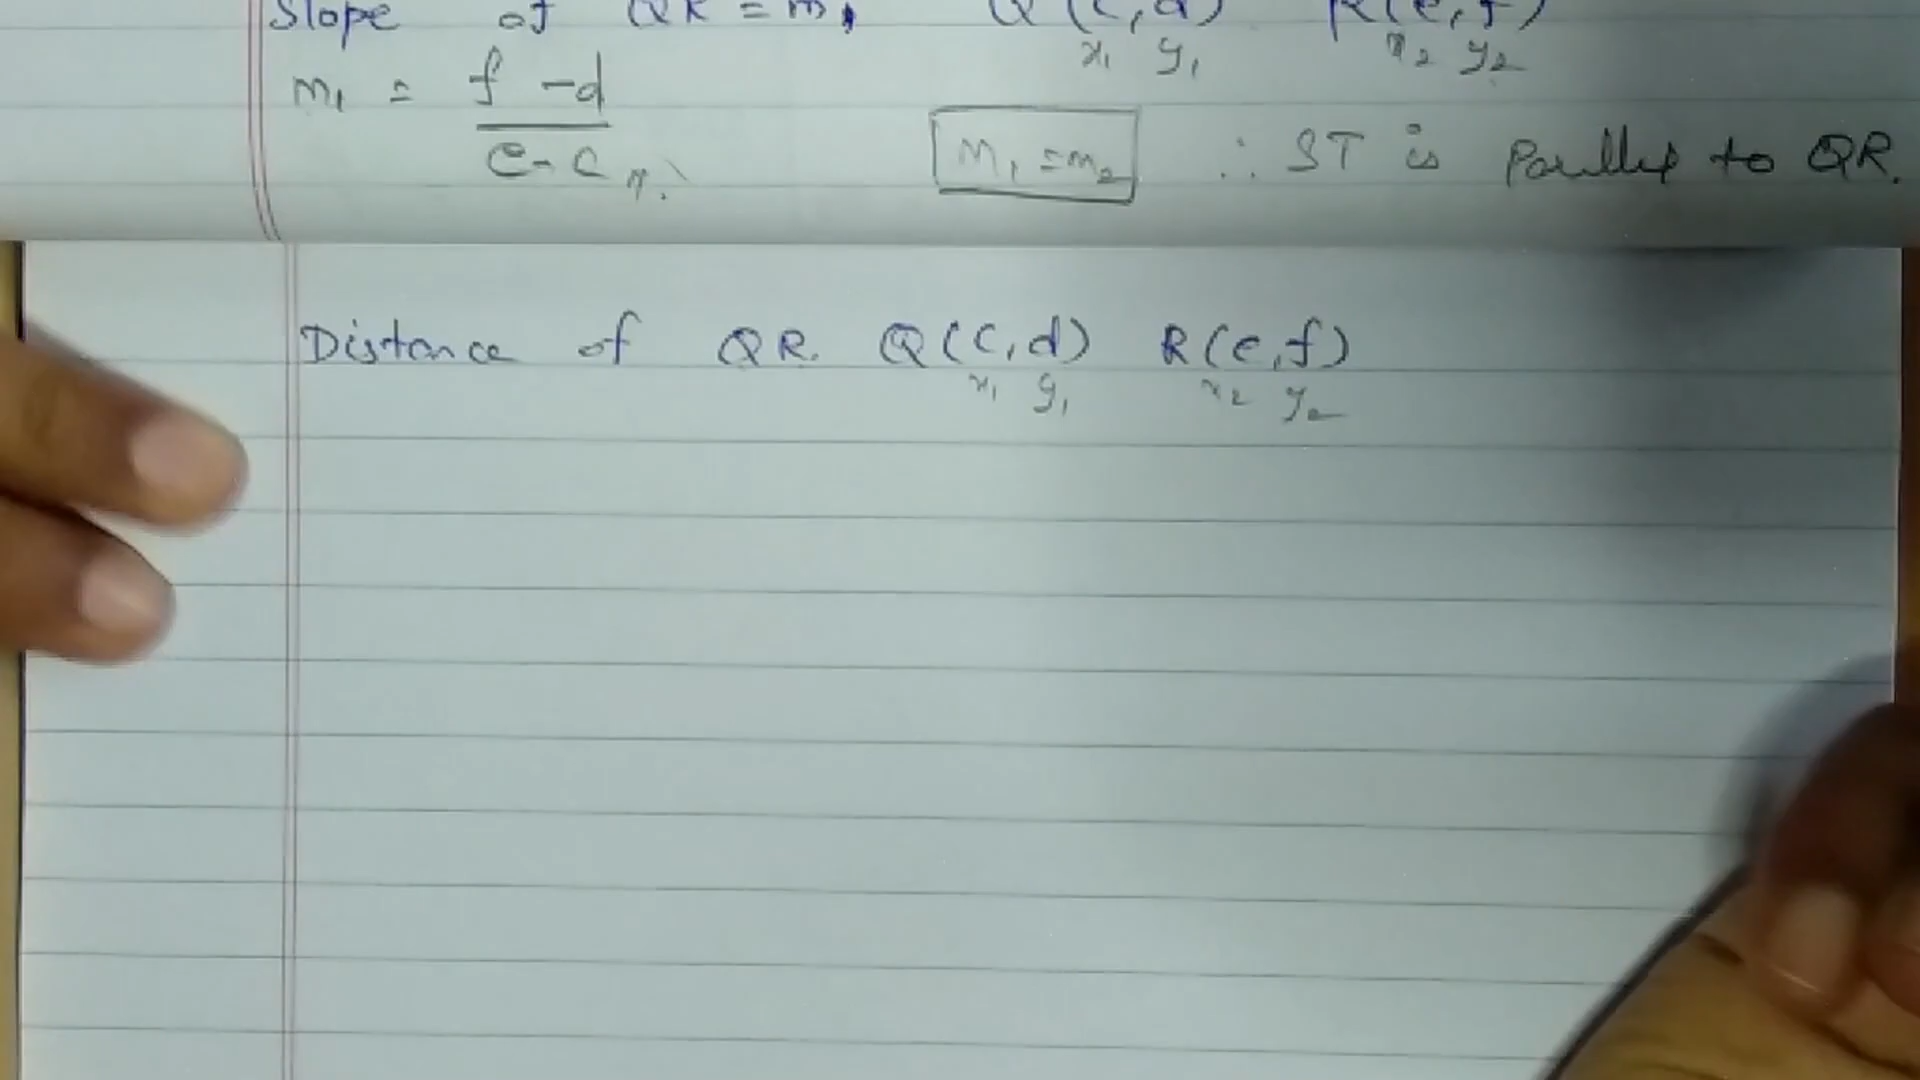 Slope of QR = m₁ Q(c,d) R(e,f)
x₁ y₁ x₂ y₂
m₁ = f - d
e - c
m₁ = m₂ ∴ ST is to QR.
Distance of QR. Q(c,d) R(e,f)
x₁ y₁ x₂ y₂